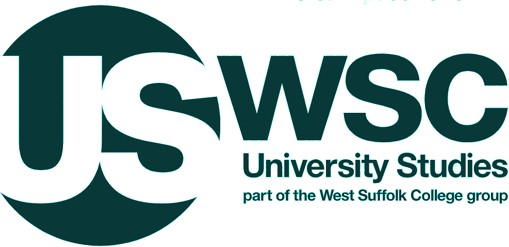 US WSC
University Studies
part of the West Suffolk College group